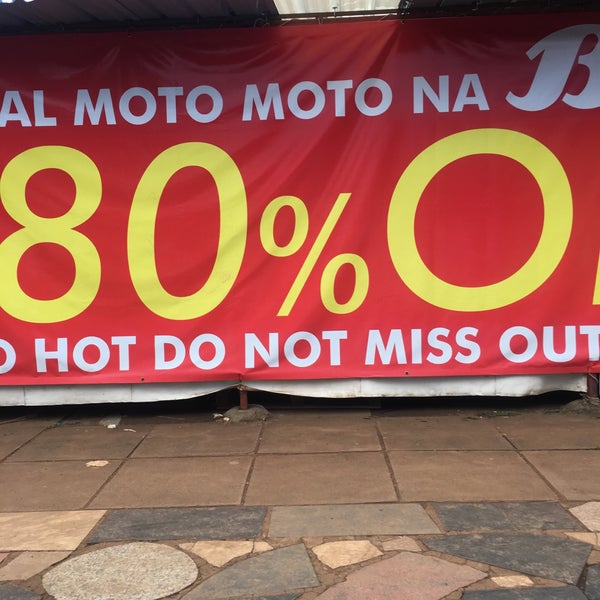 AL MOTO MOTO NA B
80% O
O HOT DO NOT MISS OUT